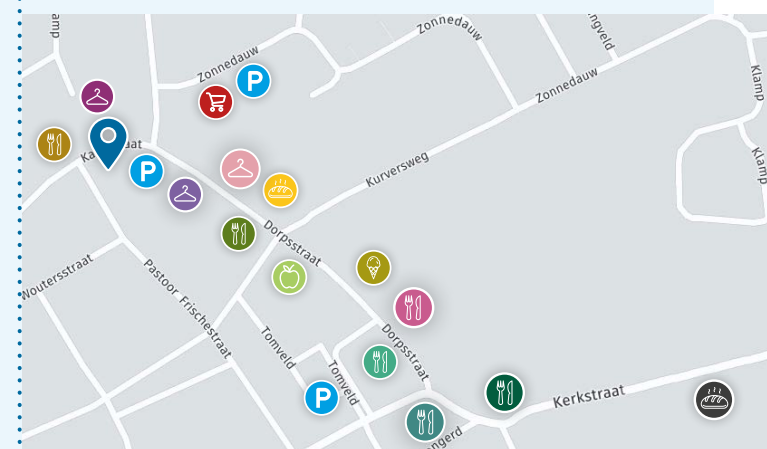 Zonnedauw
Zonnedauw
Zonnedauw
Klamp
Klamp
P
P
Kurversweg
Dorpsstraat
Woutersstraat
Pastoor Frischestraat
Tomveld
Tomveld
Dorpsstraat
P
Kerkstraat